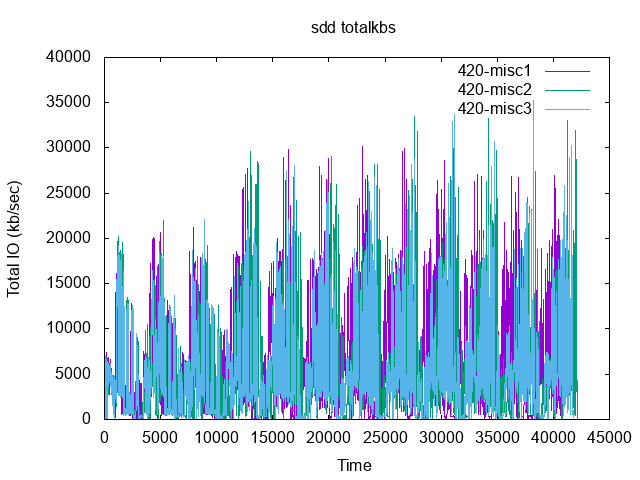 sdd totalkbs
40000
35000
30000
25000
20000
15000
10000
5000
0
Total IO (kb/sec)
420-misc1
420-misc2
420-misc3
0 5000 10000 15000 20000 25000 30000 35000 40000 45000
Time